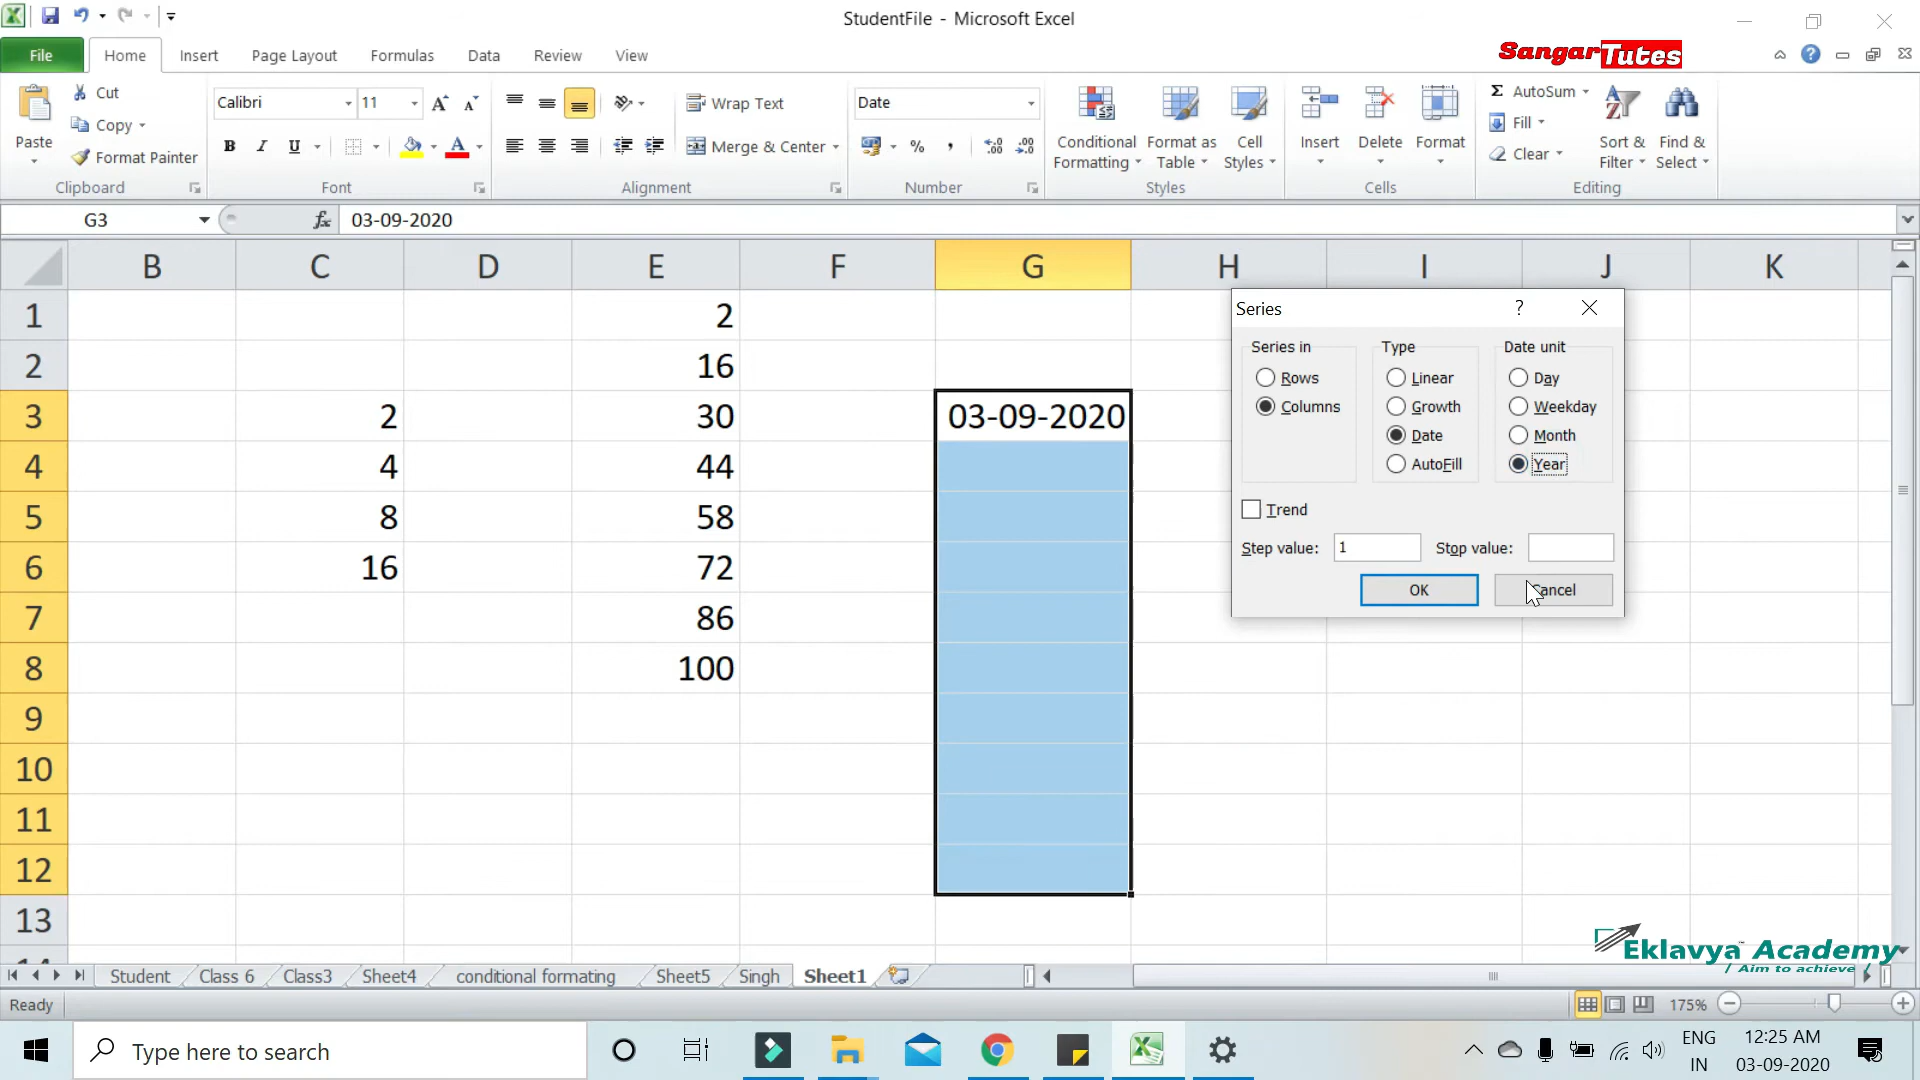 StudentFile - Microsoft Excel
SangarTutes
File Home Insert Page Layout Formulas Data Review View
Paste
Cut
Copy
Format Painter
Clipboard
Calibri 11
B I U
Font
Wrap Text
Merge & Center
Alignment
Date
% ,
Number
Conditional Formatting
Format as Table
Cell Styles
Styles
Insert Delete Format
Cells
Σ AutoSum
Fill
Clear
Sort & Filter
Find & Select
Editing
G3 fx 03-09-2020
B C D E F G H I J K
1 2
2 16
3 2 30 03-09-2020
4 4 44
5 8 58
6 16 72
7 86
8 100
9
10
11
12
13
Series ?
Series in
Rows
Columns
Type
Linear
Growth
Date
AutoFill
Date unit
Day
Weekday
Month
Year
Trend
Step value: 1 Stop value:
OK
Eklavya Academy
Aim to achieve
Student Class 6 Class3 Sheet4 conditional formating Sheet5 Singh Sheet1
Ready 175%
Type here to search
ENG
IN
12:25 AM
03-09-2020